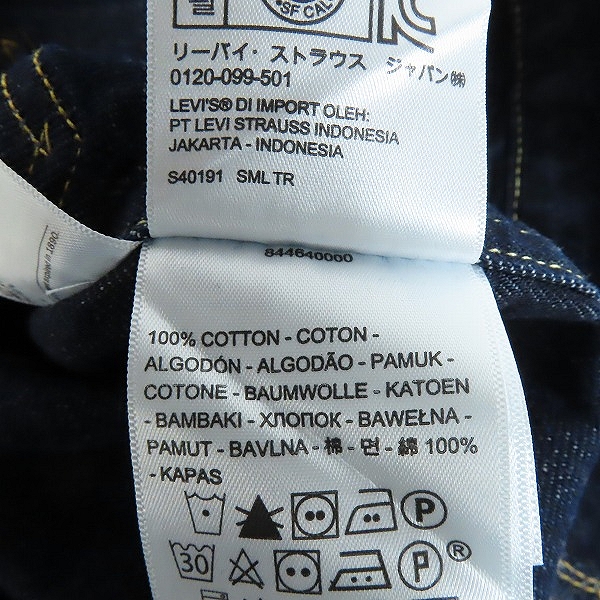 SF CAL
リーバイ・ストラウス
ジャパン㈱
0120-099-501
LEVI'S® DI IMPORT OLEH:
PT LEVI STRAUSS INDONESIA
JAKARTA - INDONESIA
S40191 SML TR
844640000
100% COTTON - COTON -
ALGODÓN - ALGODÃO - PAMUK -
COTONE - BAUMWOLLE - KATOEN
- BAMBAKI - ХЛОПОК - BAWEŁNA -
PAMUT - BAVLNA - 棉 - 면 - 綿 100%
- KAPAS
P
30 P ®